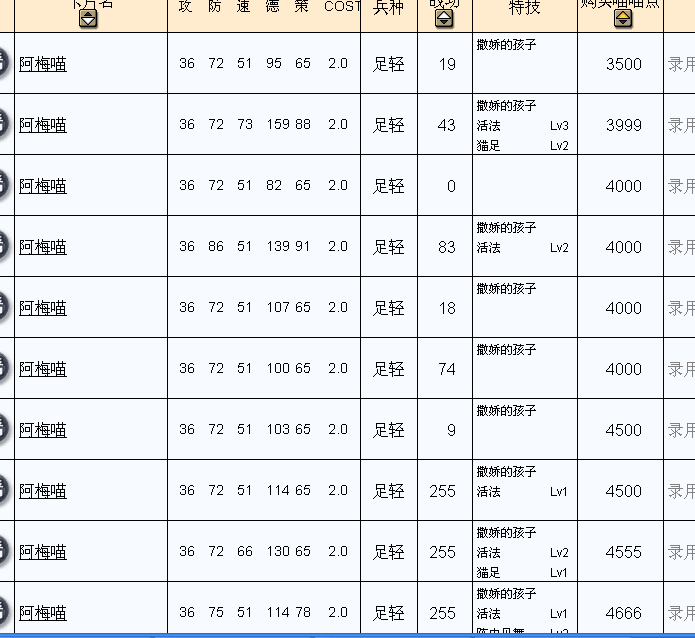 攻 防 速 德 策 COST 兵种 特技
阿梅喵 36 72 51 95 65 2.0 足轻 19 撒娇的孩子 3500 录用
阿梅喵 36 72 73 159 88 2.0 足轻 43 撒娇的孩子 3999 录用
活法 Lv3
猫足 Lv2
阿梅喵 36 72 51 82 65 2.0 足轻 0 4000 录用
阿梅喵 36 86 51 139 91 2.0 足轻 83 撒娇的孩子 4000 录用
活法 Lv2
阿梅喵 36 72 51 107 65 2.0 足轻 18 撒娇的孩子 4000 录用
阿梅喵 36 72 51 100 65 2.0 足轻 74 撒娇的孩子 4000 录用
阿梅喵 36 72 51 103 65 2.0 足轻 9 撒娇的孩子 4500 录用
阿梅喵 36 72 51 114 65 2.0 足轻 255 撒娇的孩子 4500 录用
活法 Lv1
阿梅喵 36 72 66 130 65 2.0 足轻 255 撒娇的孩子 4555 录用
活法 Lv2
猫足 Lv1
阿梅喵 36 75 51 114 78 2.0 足轻 255 撒娇的孩子 4666 录用
活法 Lv1